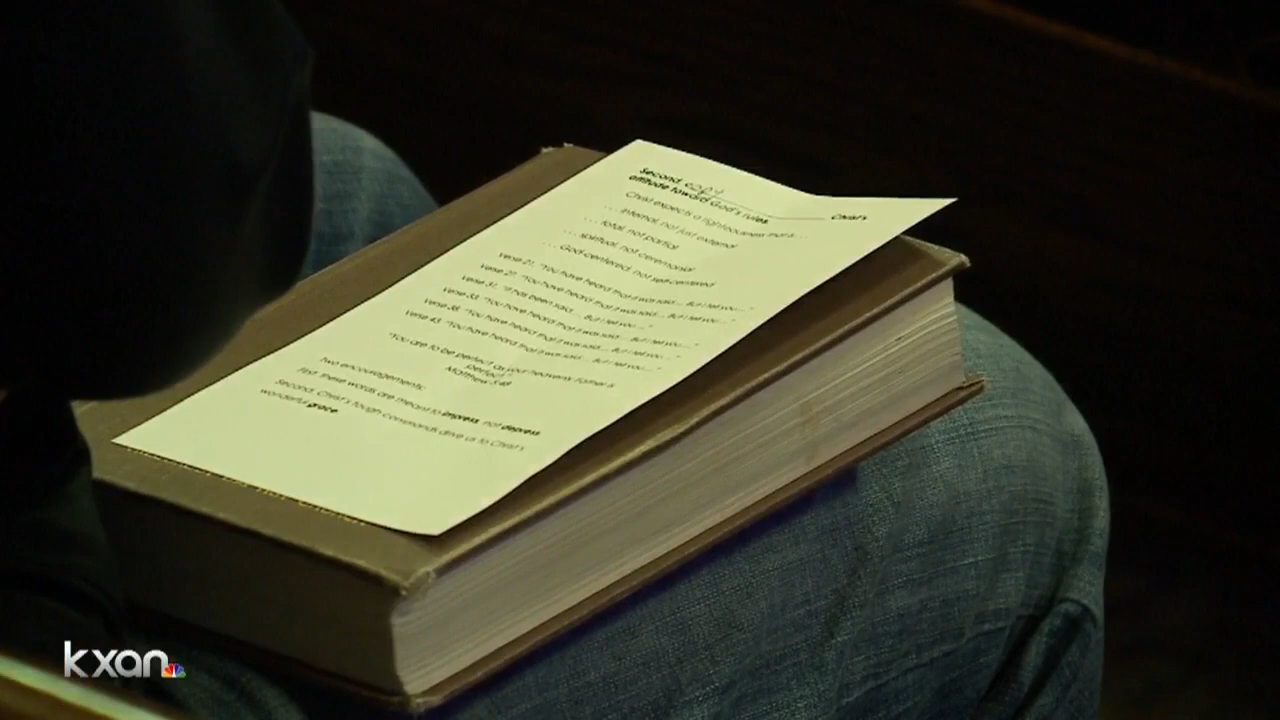 Second,
attitude toward God's rules ____________ Christ's
Christ expects a righteousness that is . . .
. . . internal, not just external
. . . total, not partial
. . . spiritual, not ceremonial
. . . God-centered, not self-centered
Verse 21: "You have heard that it was said.... But I tell you...."
Verse 27: "You have heard that it was said.... But I tell you...."
Verse 31: "It has been said.... But I tell you...."
Verse 33: "You have heard that it was said.... But I tell you...."
Verse 38: "You have heard that it was said.... But I tell you...."
Verse 43: "You have heard that it was said.... But I tell you...."
"You are to be perfect as your heavenly Father is
perfect"
Matthew 5:48
Two encouragements:
First, these words are meant to impress, not depress
Second, Christ's tough commands drive us to Christ's
wonderful grace
kxan